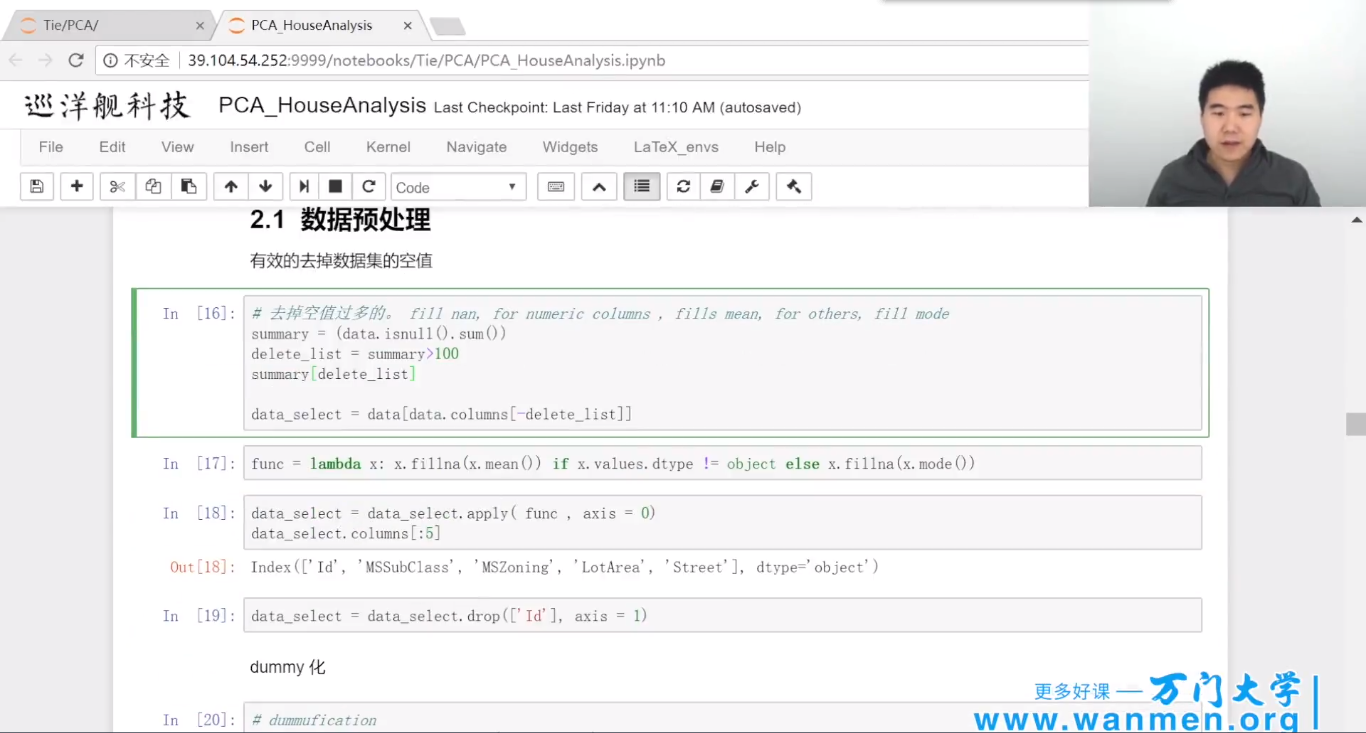 Tie/PCA/
PCA_HouseAnalysis
不安全 39.104.54.252:9999/notebooks/Tie/PCA/PCA_HouseAnalysis.ipynb
巡洋舰科技 PCA_HouseAnalysis Last Checkpoint: Last Friday at 11:10 AM (autosaved)
File Edit View Insert Cell Kernel Navigate Widgets LaTeX_envs Help
Code
2.1 数据预处理
有效的去掉数据集的空值
In [16]: # 去掉空值过多的。 fill nan, for numeric columns , fills mean, for others, fill mode
summary = (data.isnull().sum())
delete_list = summary>100
summary[delete_list]
data_select = data[data.columns[-delete_list]]
In [17]: func = lambda x: x.fillna(x.mean()) if x.values.dtype != object else x.fillna(x.mode())
In [18]: data_select = data_select.apply( func , axis = 0)
data_select.columns[:5]
Out[18]: Index(['Id', 'MSSubClass', 'MSZoning', 'LotArea', 'Street'], dtype='object')
In [19]: data_select = data_select.drop(['Id'], axis = 1)
dummy 化
In [20]: # dummufication
更多好课 — 万门大学
www.wanmen.org